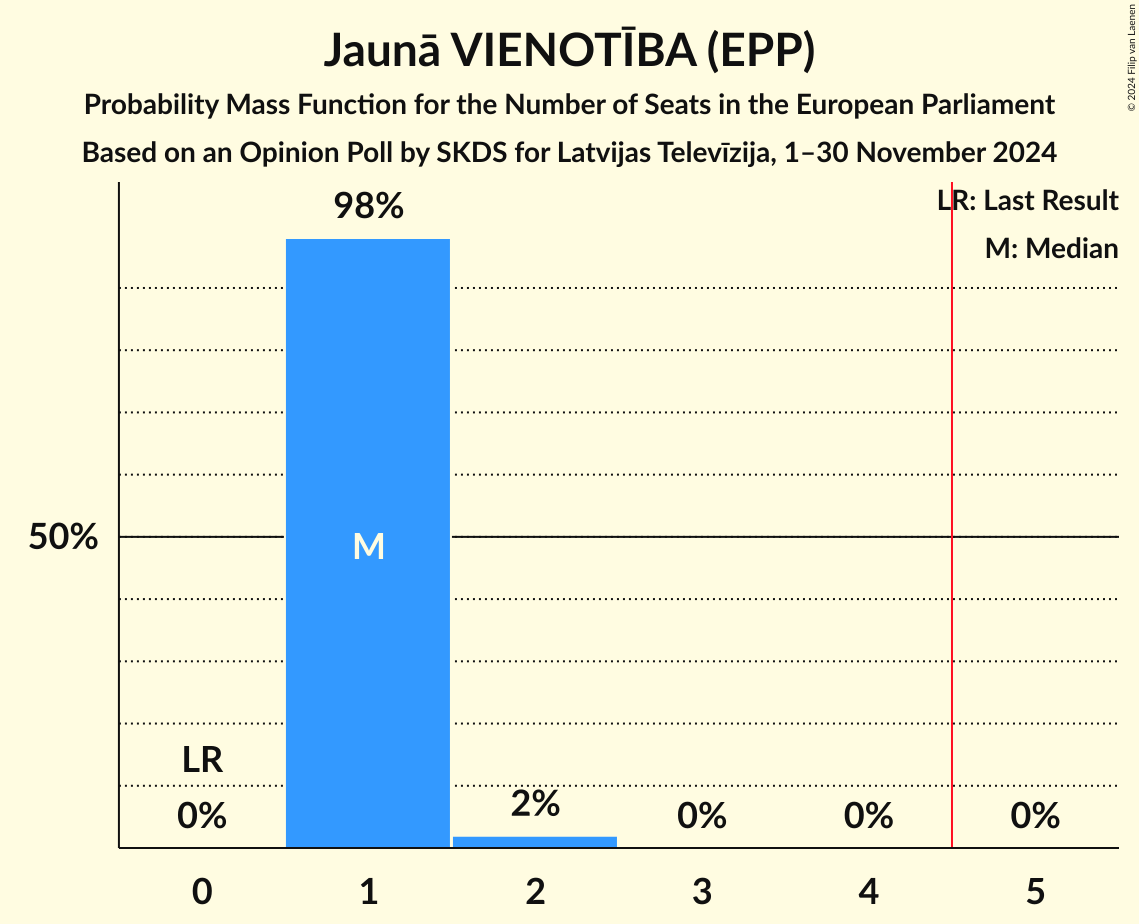 Jaunā VIENOTĪBA (EPP)
Probability Mass Function for the Number of Seats in the European Parliament
Based on an Opinion Poll by SKDS for Latvijas Televīzija, 1–30 November 2024
© 2024 Filip van Laenen
LR: Last Result
M: Median
98%
50%
M
LR
0%
2%
0%
0%
0%
0
1
2
3
4
5